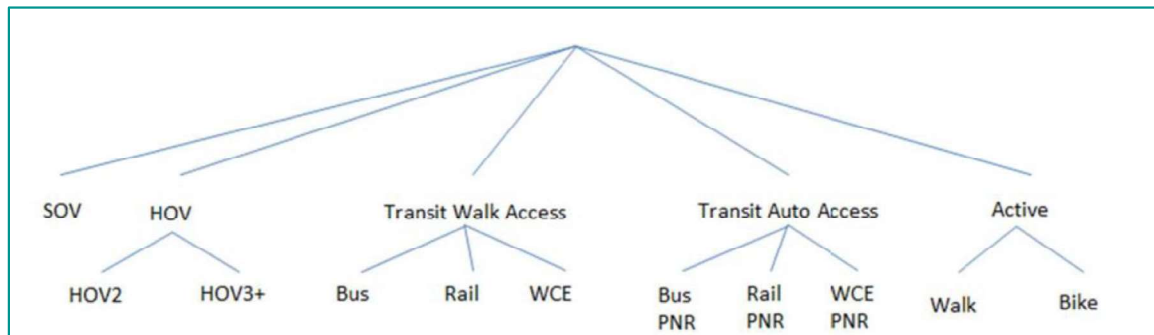 SOV HOV Transit Walk Access Transit Auto Access Active
HOV2 HOV3+ Bus Rail WCE Bus PNR Rail PNR WCE PNR Walk Bike